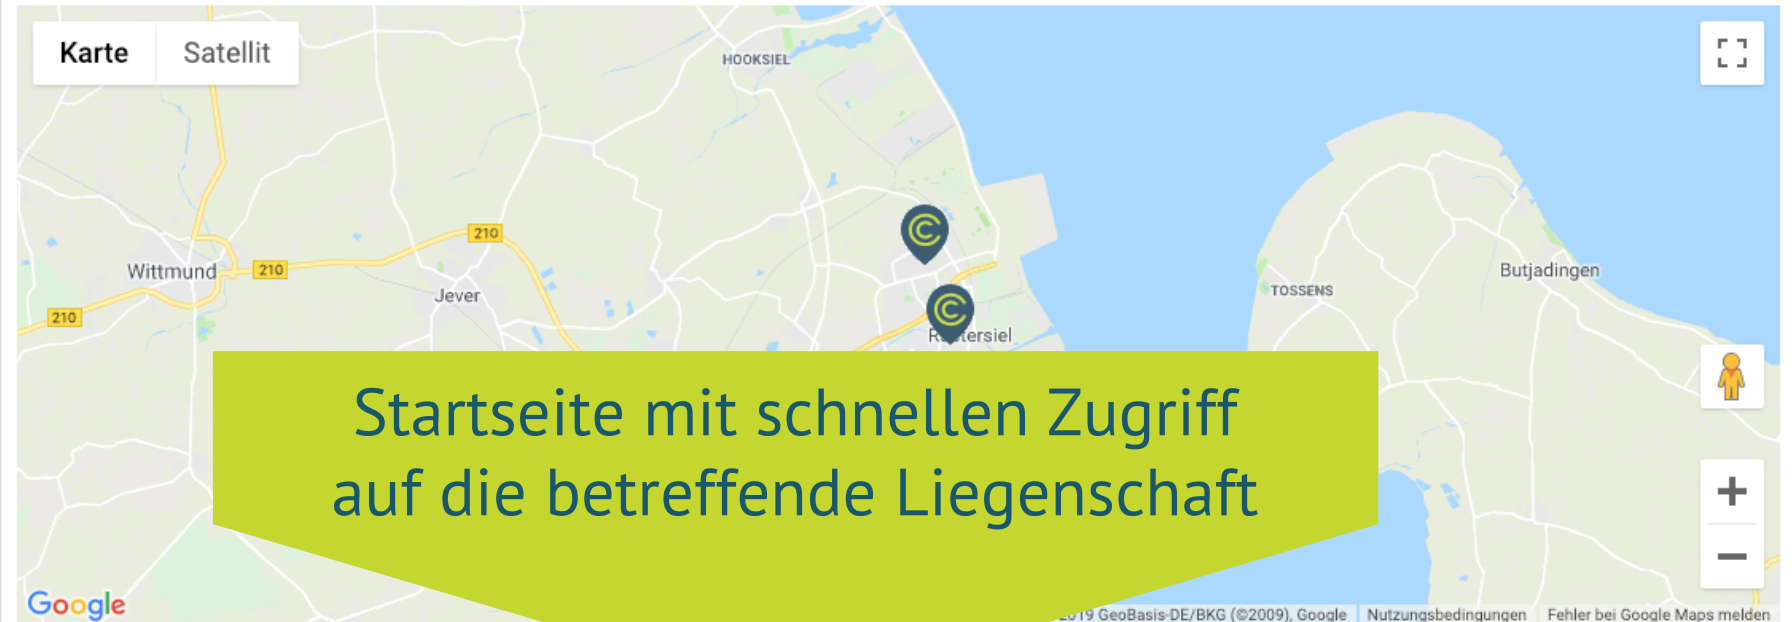 Karte Satellit
HOOKSIEL
210
Wittmund
210
Jever
210
Butjadingen
TOSSENS
Startseite mit schnellen Zugriff
auf die betreffende Liegenschaft
Google
GeoBasis-DE/BKG (©2009), Google Nutzungsbedingungen Fehler bei Google Maps melden